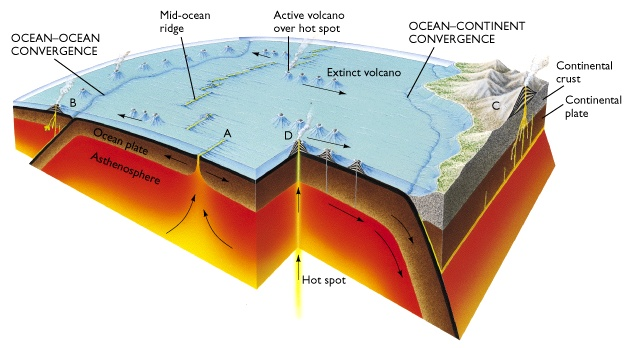 Mid-ocean
ridge
Active volcano
over hot spot
OCEAN–OCEAN
CONVERGENCE
OCEAN–CONTINENT
CONVERGENCE
Extinct volcano
Continental
crust
Continental
plate
B
C
A
D
Ocean plate
Asthenosphere
Hot spot